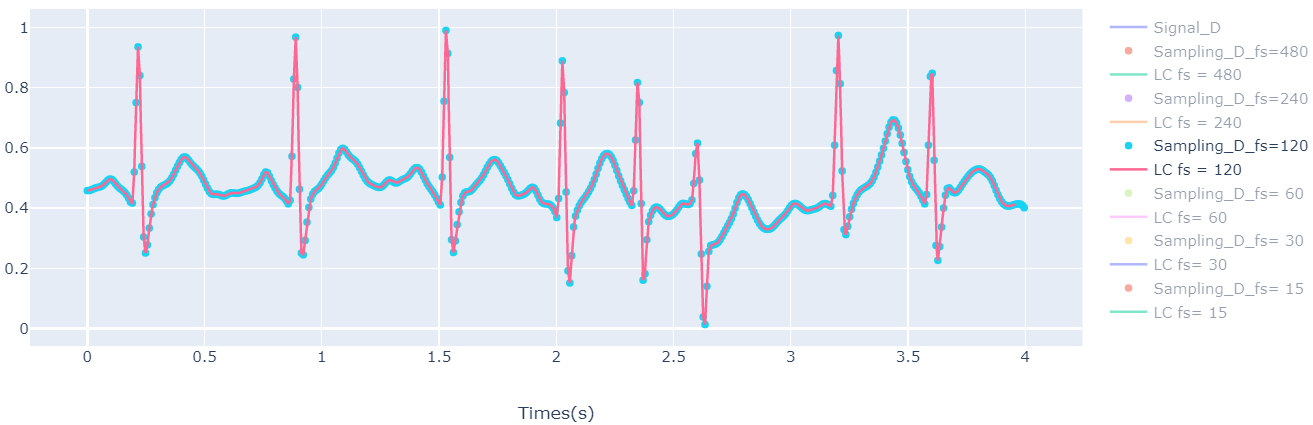 1
0.8
0.6
0.4
0.2
0
0 0.5 1 1.5 2 2.5 3 3.5 4
Times(s)
Signal_D
Sampling_D_fs=480
LC fs = 480
Sampling_D_fs=240
LC fs = 240
Sampling_D_fs=120
LC fs = 120
Sampling_D_fs= 60
LC fs= 60
Sampling_D_fs= 30
LC fs= 30
Sampling_D_fs= 15
LC fs= 15